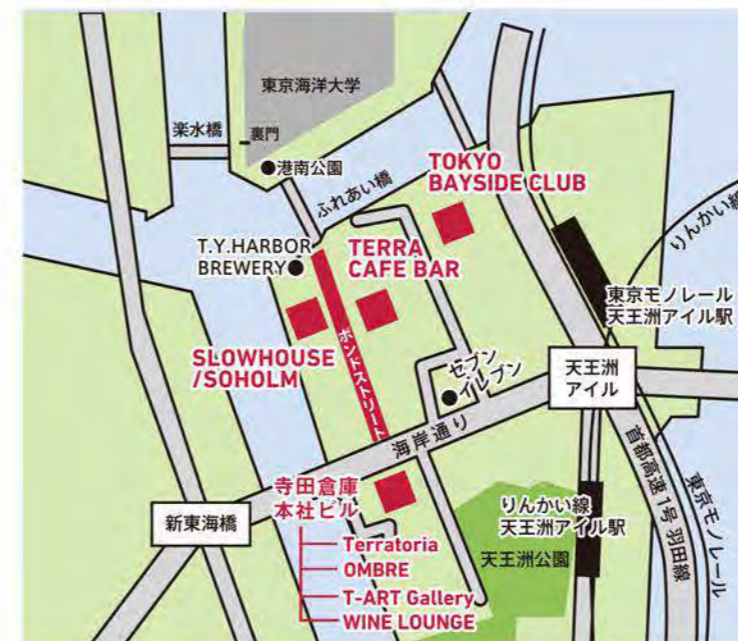 東京海洋大学
楽水橋
裏門
港南公園
ふれあい橋
TOKYO
BAYSIDE CLUB
りんかい線
T.Y.HARBOR
BREWERY
TERRA
CAFE BAR
東京モノレール
天王洲アイル駅
SLOWHOUSE
/SOHOLM
ボンドストリート
セブン
イレブン
天王洲
アイル
海岸通り
首都高速1号 羽田線
東京モノレール
新東海橋
寺田倉庫
本社ビル
りんかい線
天王洲アイル駅
天王洲公園
Terratoria
OMBRE
T-ART Gallery
WINE LOUNGE